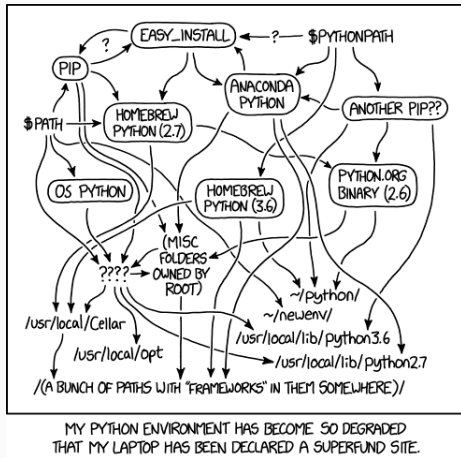 EASY_INSTALL
?
?
$PYTHONPATH
PIP
ANACONDA
PYTHON
ANOTHER PIP??
HOMEBREW
PYTHON (2.7)
$PATH
OS PYTHON
HOMEBREW
PYTHON (3.6)
PYTHON.ORG
BINARY (2.6)
(MISC
FOLDERS
OWNED BY
ROOT)
????
~/python/
~/newenv/
/usr/local/Cellar
/usr/local/opt
/usr/local/lib/python3.6
/usr/local/lib/python2.7
/(A BUNCH OF PATHS WITH "FRAMEWORKS" IN THEM SOMEWHERE)/
MY PYTHON ENVIRONMENT HAS BECOME SO DEGRADED
THAT MY LAPTOP HAS BEEN DECLARED A SUPERFUND SITE.